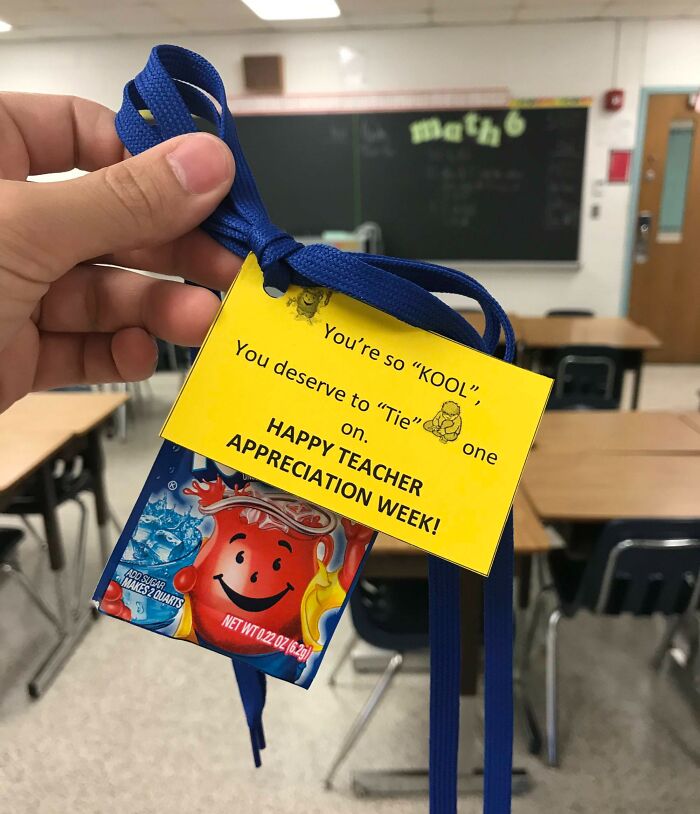 math 6
You're so "KOOL",
You deserve to "Tie" one
on.
HAPPY TEACHER
APPRECIATION WEEK!
®
ADD SUGAR
MAKES 2 QUARTS
NET WT 0.22 OZ (6.2g)